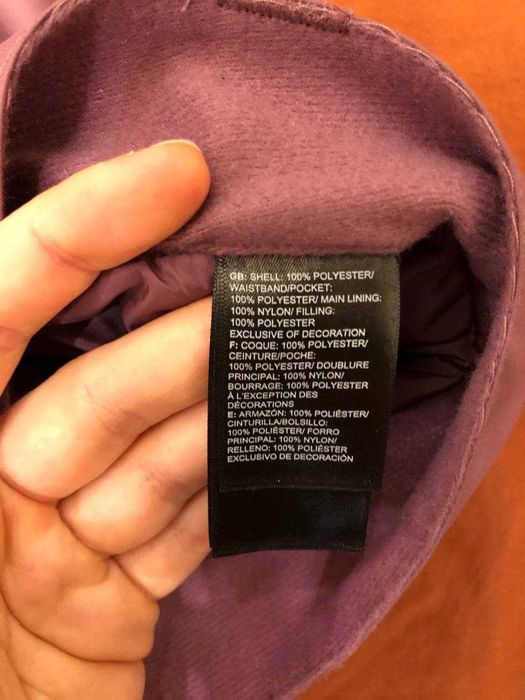 GB: SHELL: 100% POLYESTER/
WAISTBAND/POCKET:
100% POLYESTER/ MAIN LINING:
100% NYLON/ FILLING:
100% POLYESTER
EXCLUSIVE OF DECORATION
F: COQUE: 100% POLYESTER/
CEINTURE/POCHE:
100% POLYESTER/ DOUBLURE
PRINCIPAL: 100% NYLON/
BOURRAGE: 100% POLYESTER
À L'EXCEPTION DES
DÉCORATIONS
E: ARMAZÓN: 100% POLIÉSTER/
CINTURILLA/BOLSILLO:
100% POLIÉSTER/ FORRO
PRINCIPAL: 100% NYLON/
RELLENO: 100% POLIÉSTER
EXCLUSIVO DE DECORACIÓN